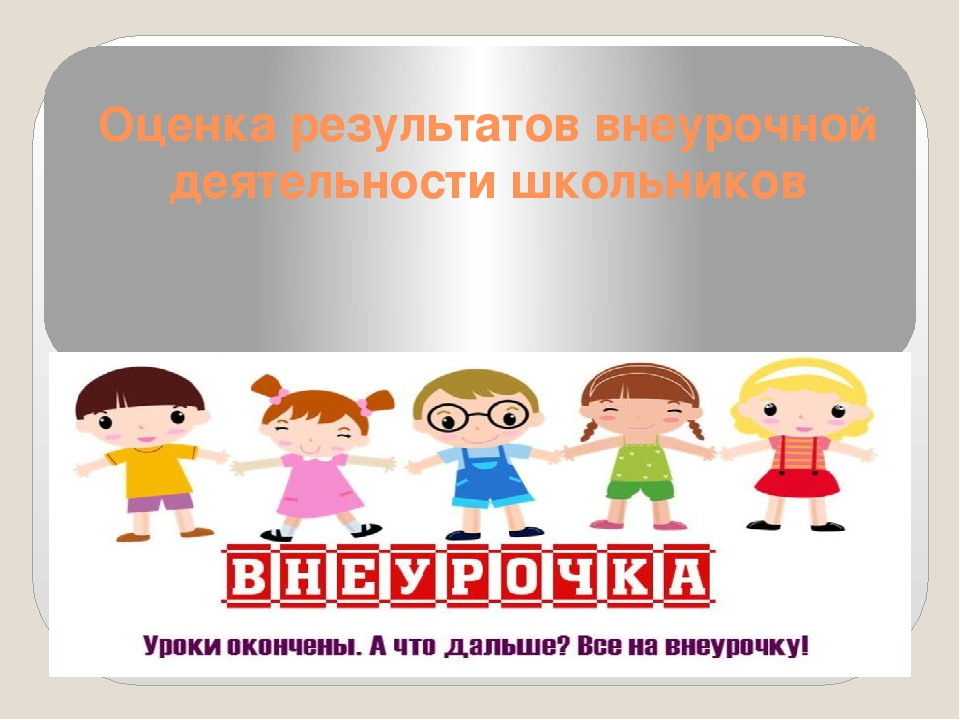 Оценка результатов внеурочной
деятельности школьников
ВНЕУРОЧКА
Уроки окончены. А что дальше? Все на внеурочку!